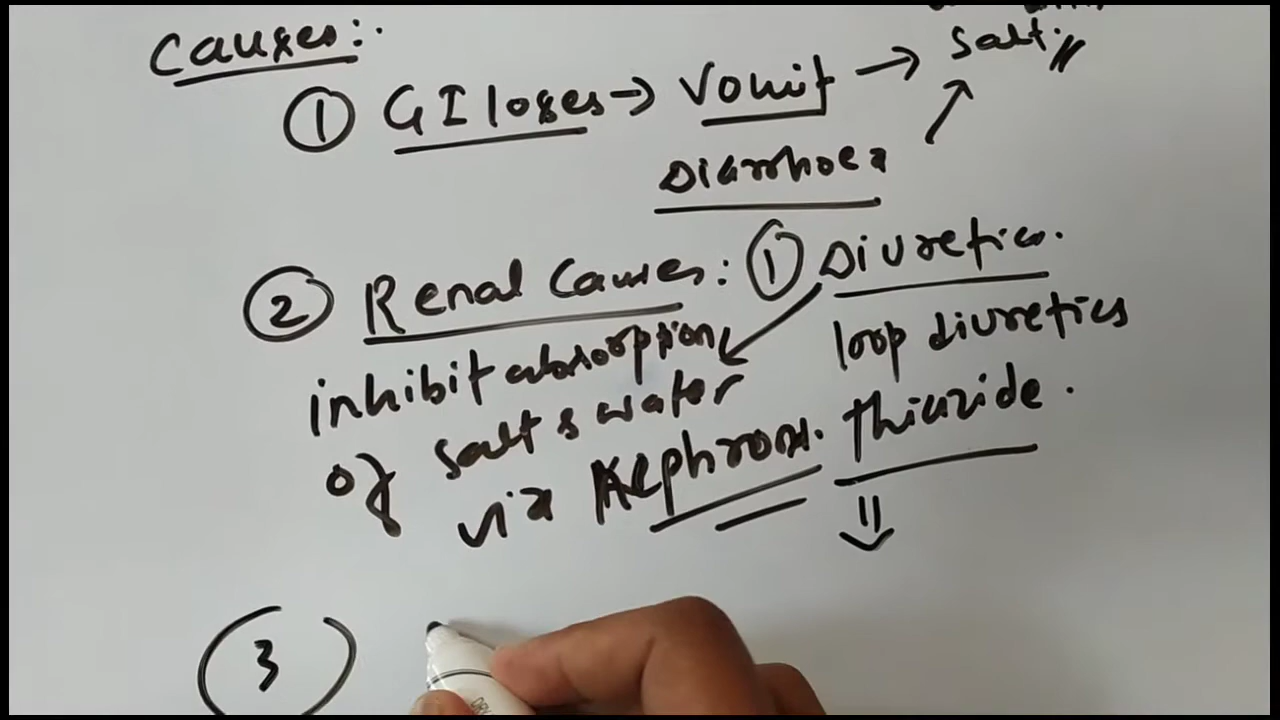 Causes:.
① GI loses → Vomit → Salt.
Diarrhoea
② Renal Causes: ① Diuretics.
loop diuretics
thiazide.
inhibit absorption
of salt & water
via Nephron.
3
DRY